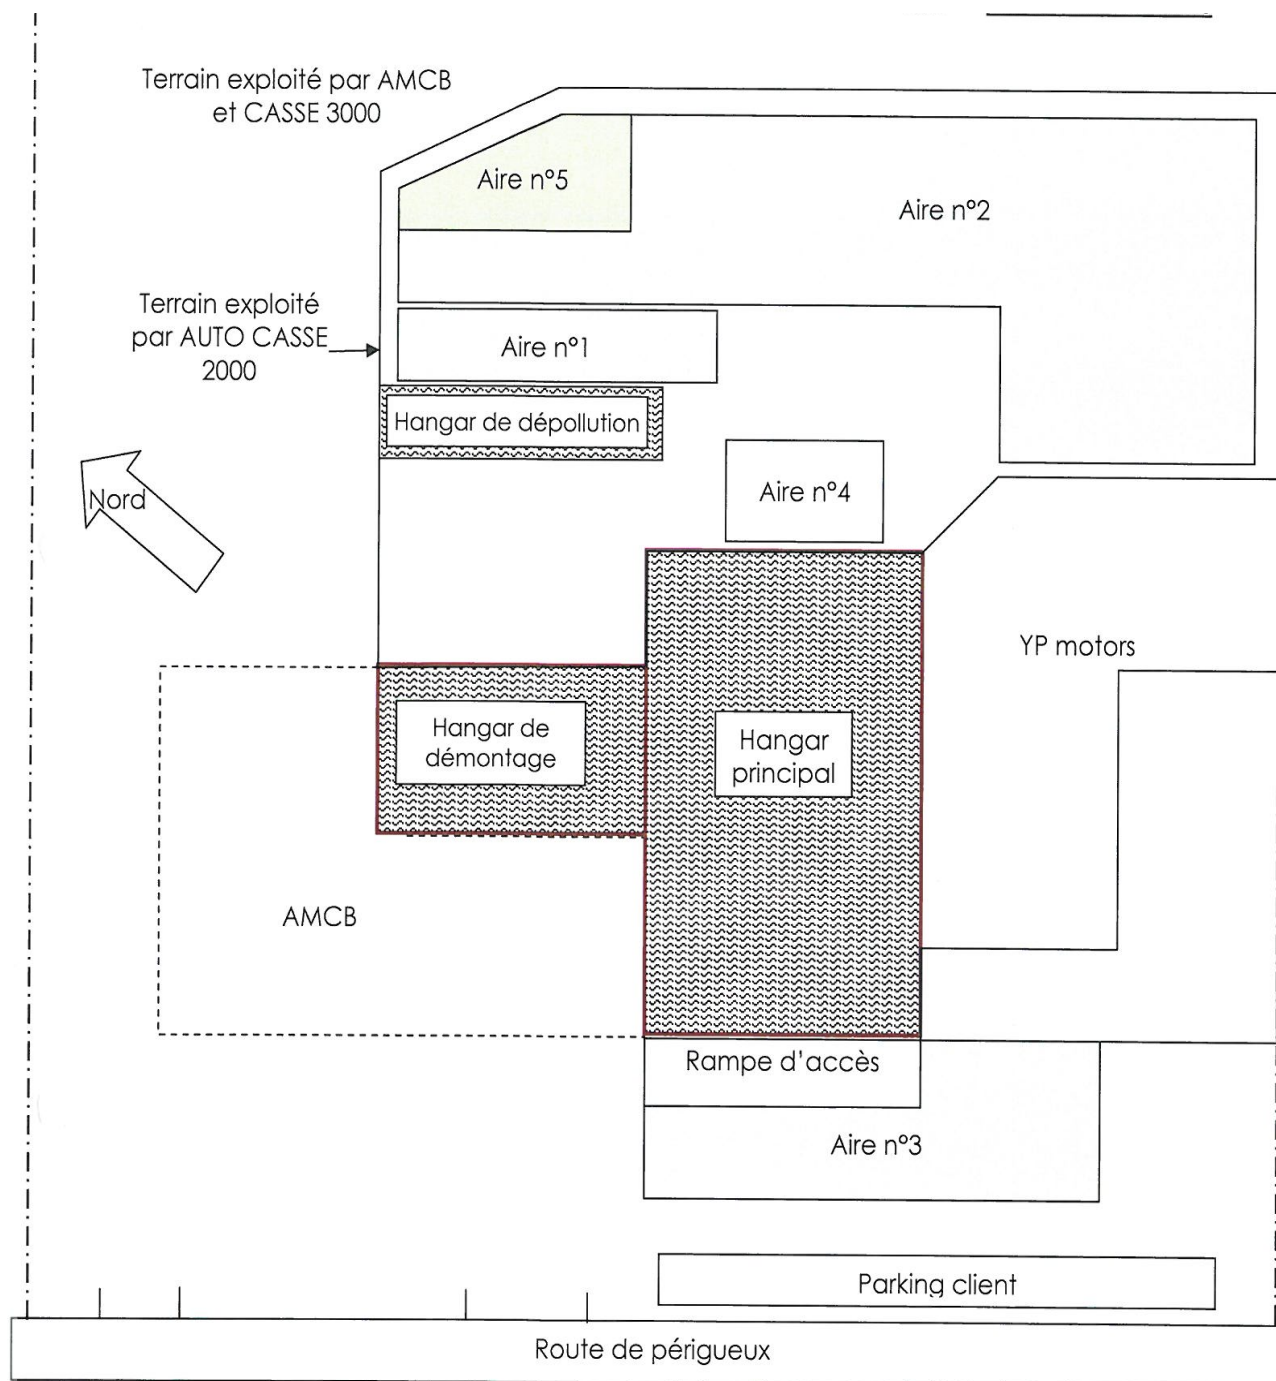 Terrain exploité par AMCB
et CASSE 3000
Aire n°5
Aire n°2
Terrain exploité
par AUTO CASSE
2000
Aire n°1
Hangar de dépollution
Nord
Aire n°4
YP motors
Hangar de
démontage
Hangar
principal
AMCB
Rampe d'accès
Aire n°3
Parking client
Route de périgueux